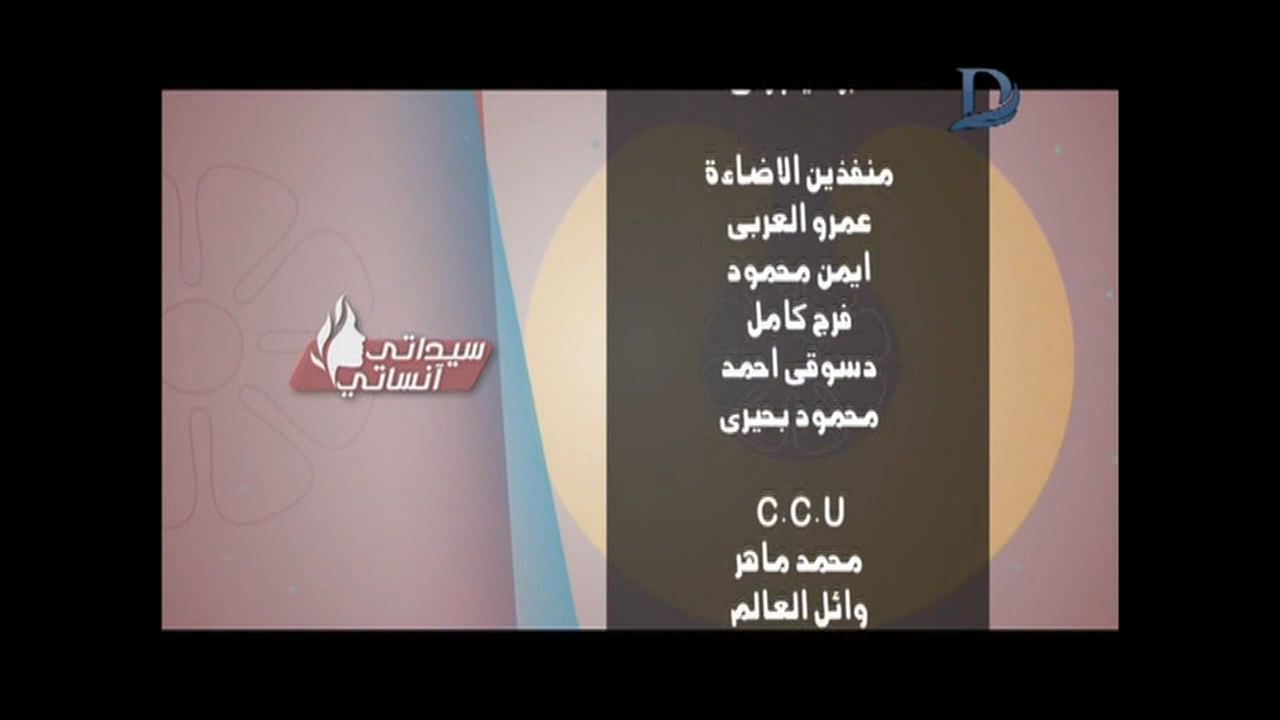 منفذين الاضاءة
عمرو العربى
ايمن محمود
فرج كامل
دسوقى احمد
محمود بحيرى
C.C.U
محمد ماهر
وائل العالم
سيداتي
آنساتي
D